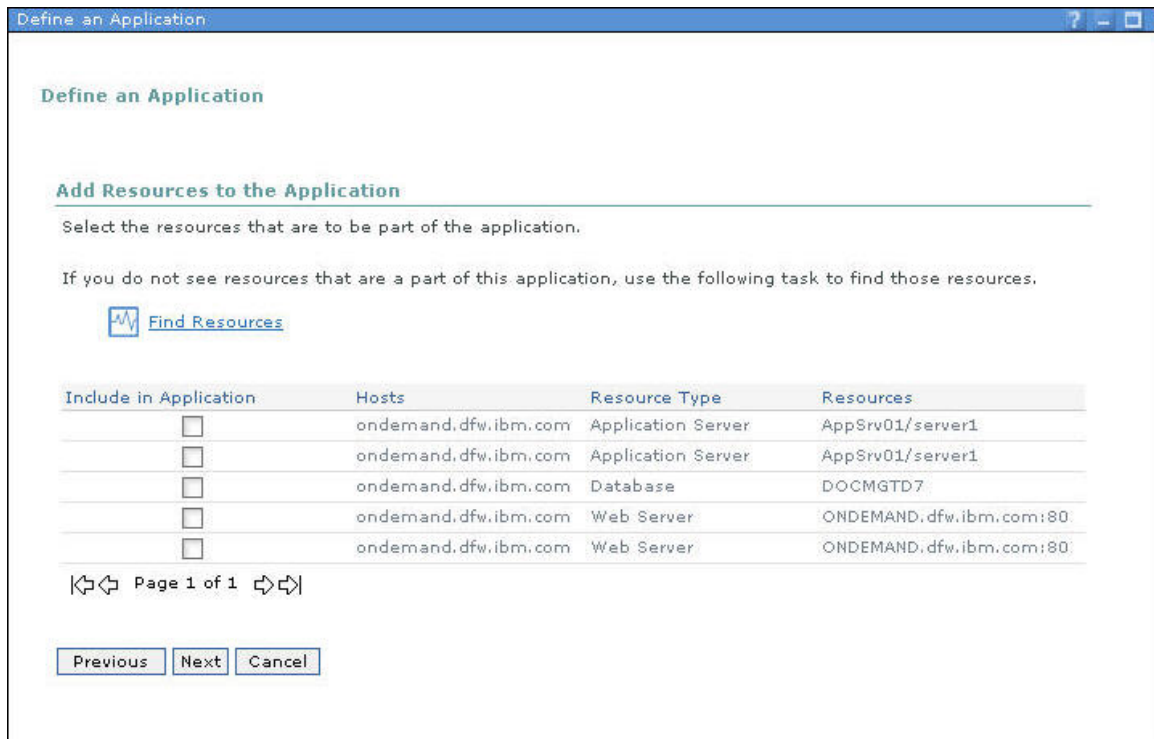 Define an Application
?
Define an Application
Add Resources to the Application
Select the resources that are to be part of the application.
If you do not see resources that are a part of this application, use the following task to find those resources.
Find Resources
Include in Application Hosts Resource Type Resources
ondemand.dfw.ibm.com Application Server AppSrv01/server1
ondemand.dfw.ibm.com Application Server AppSrv01/server1
ondemand.dfw.ibm.com Database DOCMGTD7
ondemand.dfw.ibm.com Web Server ONDEMAND.dfw.ibm.com:80
ondemand.dfw.ibm.com Web Server ONDEMAND.dfw.ibm.com:80
Page 1 of 1
Previous Next Cancel